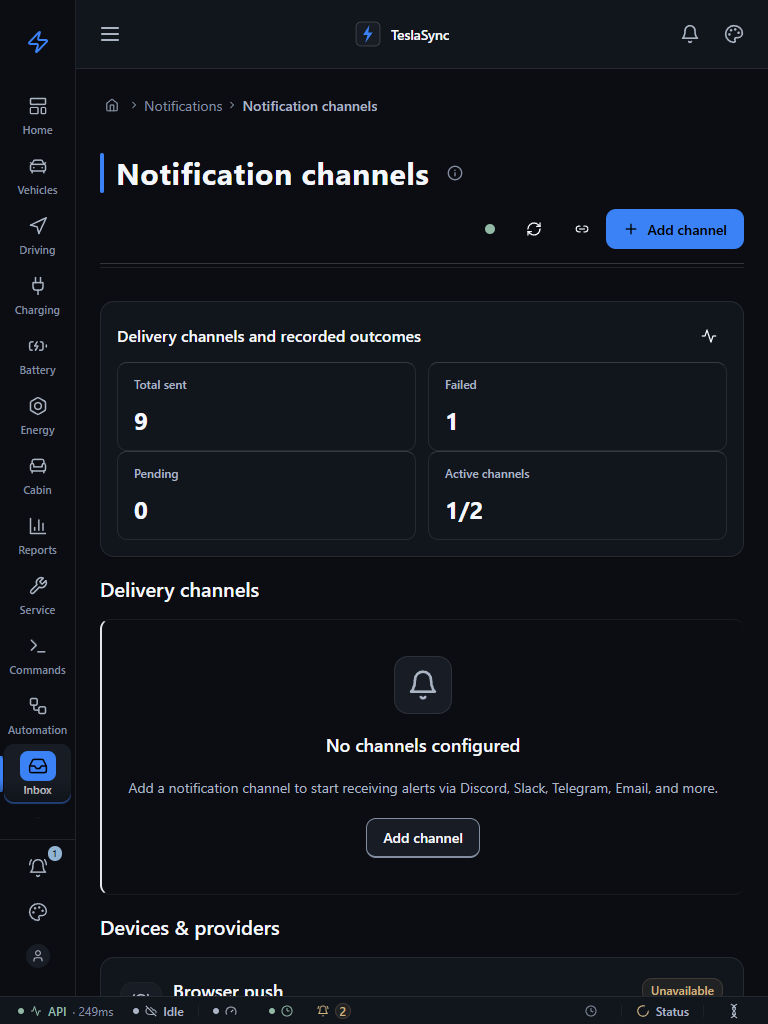 TeslaSync
Home
Vehicles
Driving
Charging
Battery
Energy
Cabin
Reports
Service
Commands
Automation
Inbox
1
Notifications
Notification channels
Notification channels
Add channel
Delivery channels and recorded outcomes
Total sent
9
Failed
1
Pending
0
Active channels
1/2
Delivery channels
No channels configured
Add a notification channel to start receiving alerts via Discord, Slack, Telegram, Email, and more.
Add channel
Devices & providers
Browser push
Unavailable
API · 249ms
Idle
2
Status